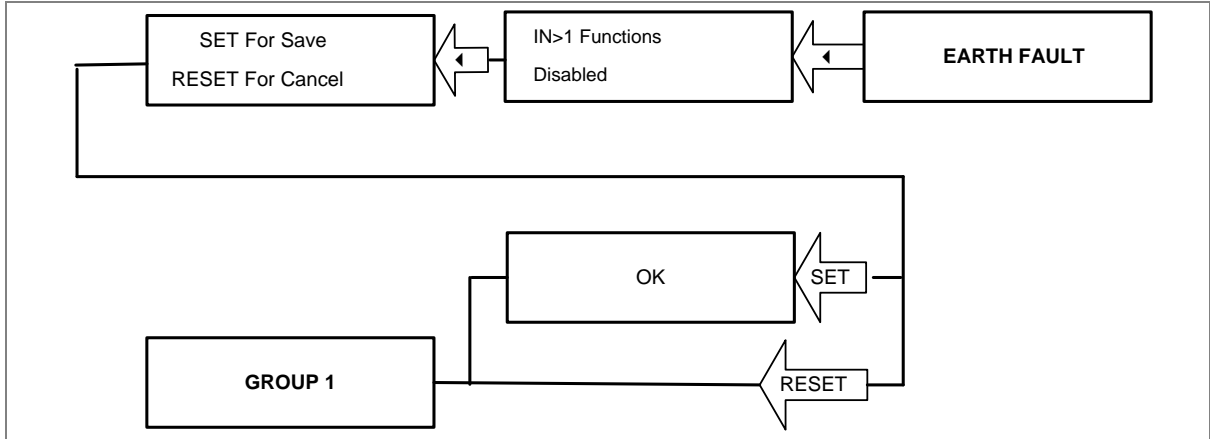 SET For Save
RESET For Cancel
IN>1 Functions
Disabled
EARTH FAULT
OK
SET
GROUP 1
RESET